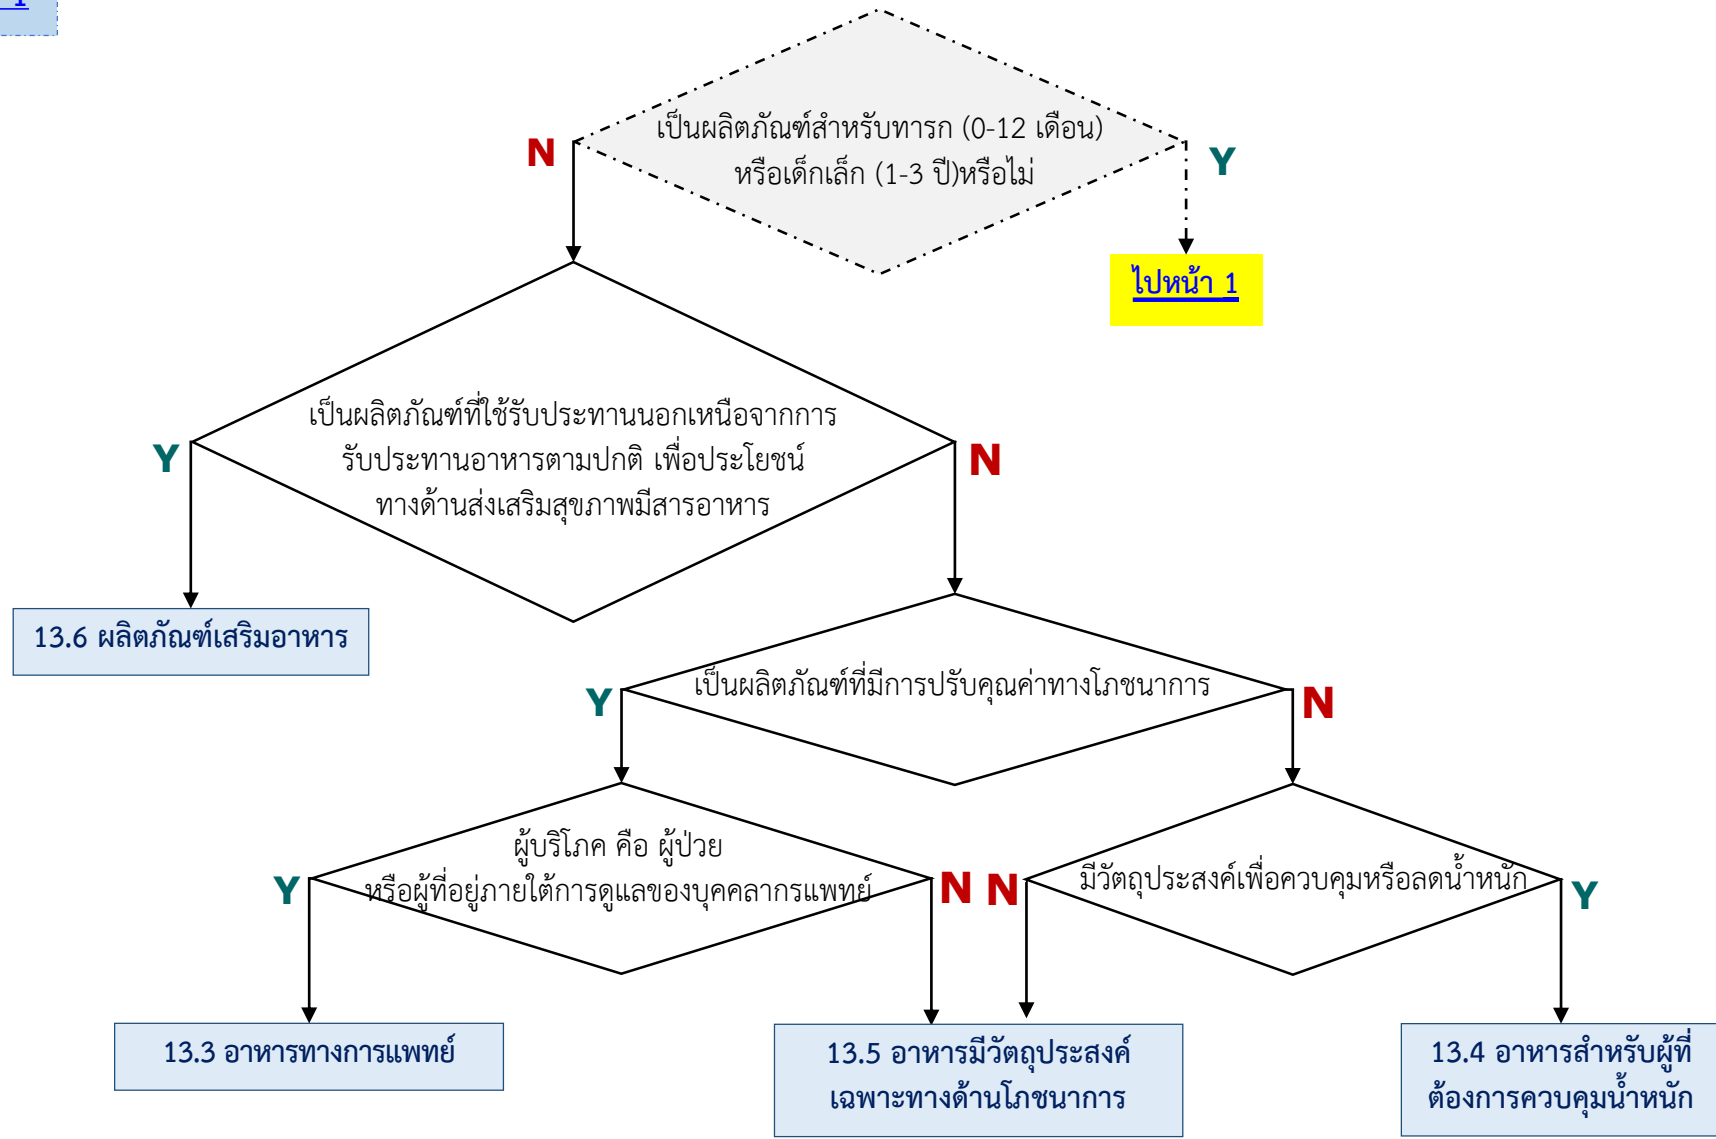 1
เป็นผลิตภัณฑ์สำหรับทารก (0-12 เดือน)
หรือเด็กเล็ก (1-3 ปี)หรือไม่
N
Y
ไปหน้า 1
เป็นผลิตภัณฑ์ที่ใช้รับประทานนอกเหนือจากการ
รับประทานอาหารตามปกติ เพื่อประโยชน์
ทางด้านส่งเสริมสุขภาพมีสารอาหาร
Y
N
13.6 ผลิตภัณฑ์เสริมอาหาร
เป็นผลิตภัณฑ์ที่มีการปรับคุณค่าทางโภชนาการ
Y
N
ผู้บริโภค คือ ผู้ป่วย
หรือผู้ที่อยู่ภายใต้การดูแลของบุคคลากรแพทย์
Y
N
มีวัตถุประสงค์เพื่อควบคุมหรือลดน้ำหนัก
N
Y
13.3 อาหารทางการแพทย์
13.5 อาหารมีวัตถุประสงค์
เฉพาะทางด้านโภชนาการ
13.4 อาหารสำหรับผู้ที่
ต้องการควบคุมน้ำหนัก